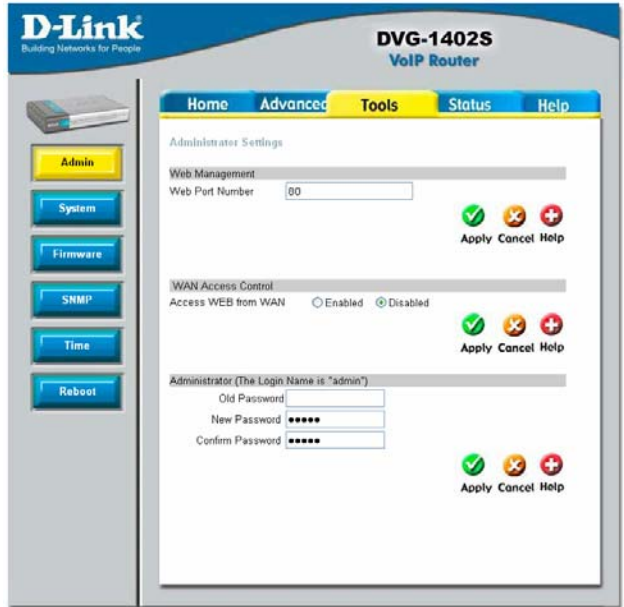 D-Link
Building Networks for People
DVG-1402S
VoIP Router
Home Advanced Tools Status Help
Admin
System
Firmware
SNMP
Time
Reboot
Administrator Settings
Web Management
Web Port Number 80
Apply Cancel Help
WAN Access Control
Access WEB from WAN Enabled Disabled
Apply Cancel Help
Administrator (The Login Name is "admin")
Old Password
New Password •••••
Confirm Password •••••
Apply Cancel Help